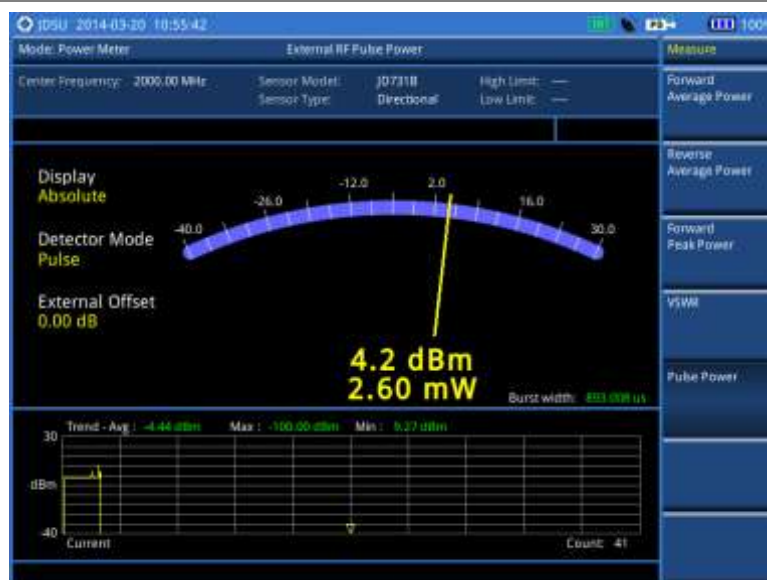 JDSU 2014-03-20 10:55:42
100%
Mode: Power Meter
External RF Pulse Power
Measure
Center Frequency: 2000.00 MHz
Sensor Model: JD731B
High Limit: —
Sensor Type: Directional
Low Limit: —
Forward
Average Power
Reverse
Average Power
Forward
Peak Power
VSWR
Pulse Power
Display
Absolute
Detector Mode
Pulse
External Offset
0.00 dB
-40.0
-26.0
-12.0
2.0
16.0
30.0
4.2 dBm
2.60 mW
Burst width:
Trend - Avg: -4.44 dBm Max: -100.00 dBm Min: 9.27 dBm
30
dBm
-40
Current
Count: 41